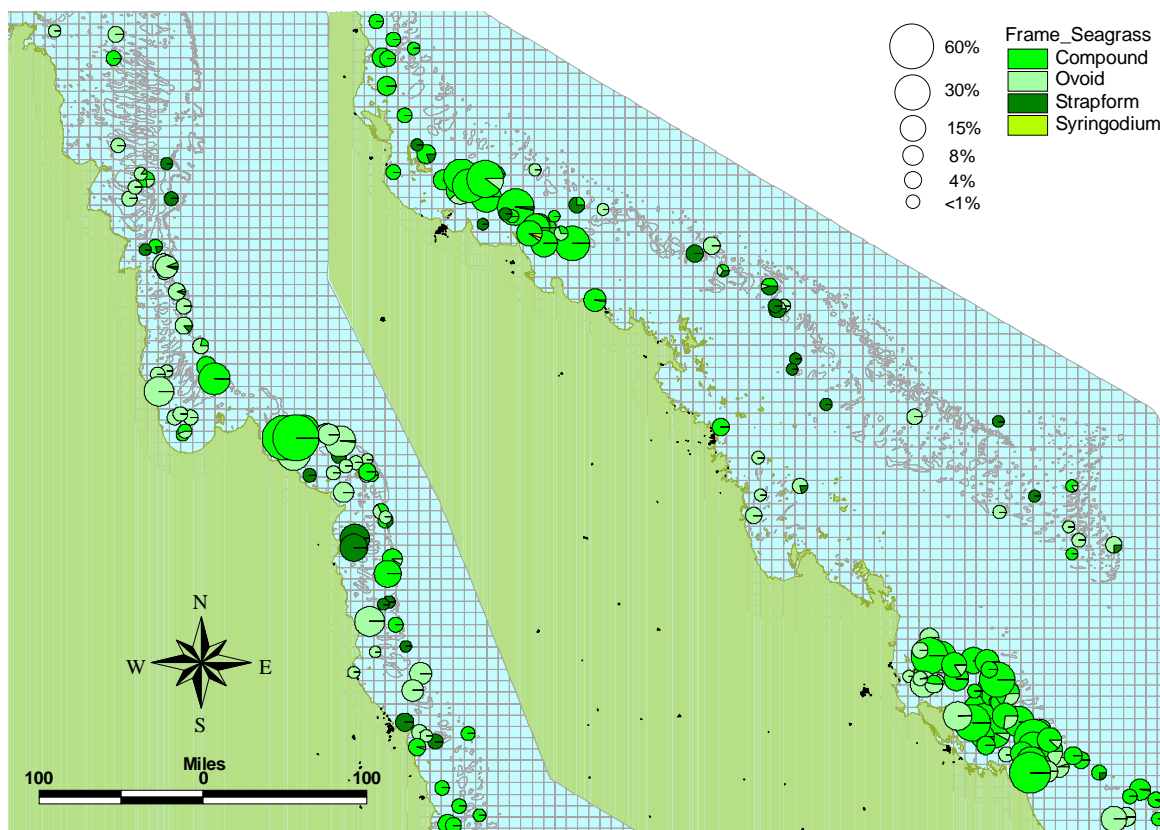 60%
30%
15%
8%
4%
<1%
Frame_Seagrass
Compound
Ovoid
Strapform
Syringodium
N
W E
S
Miles
100 0 100